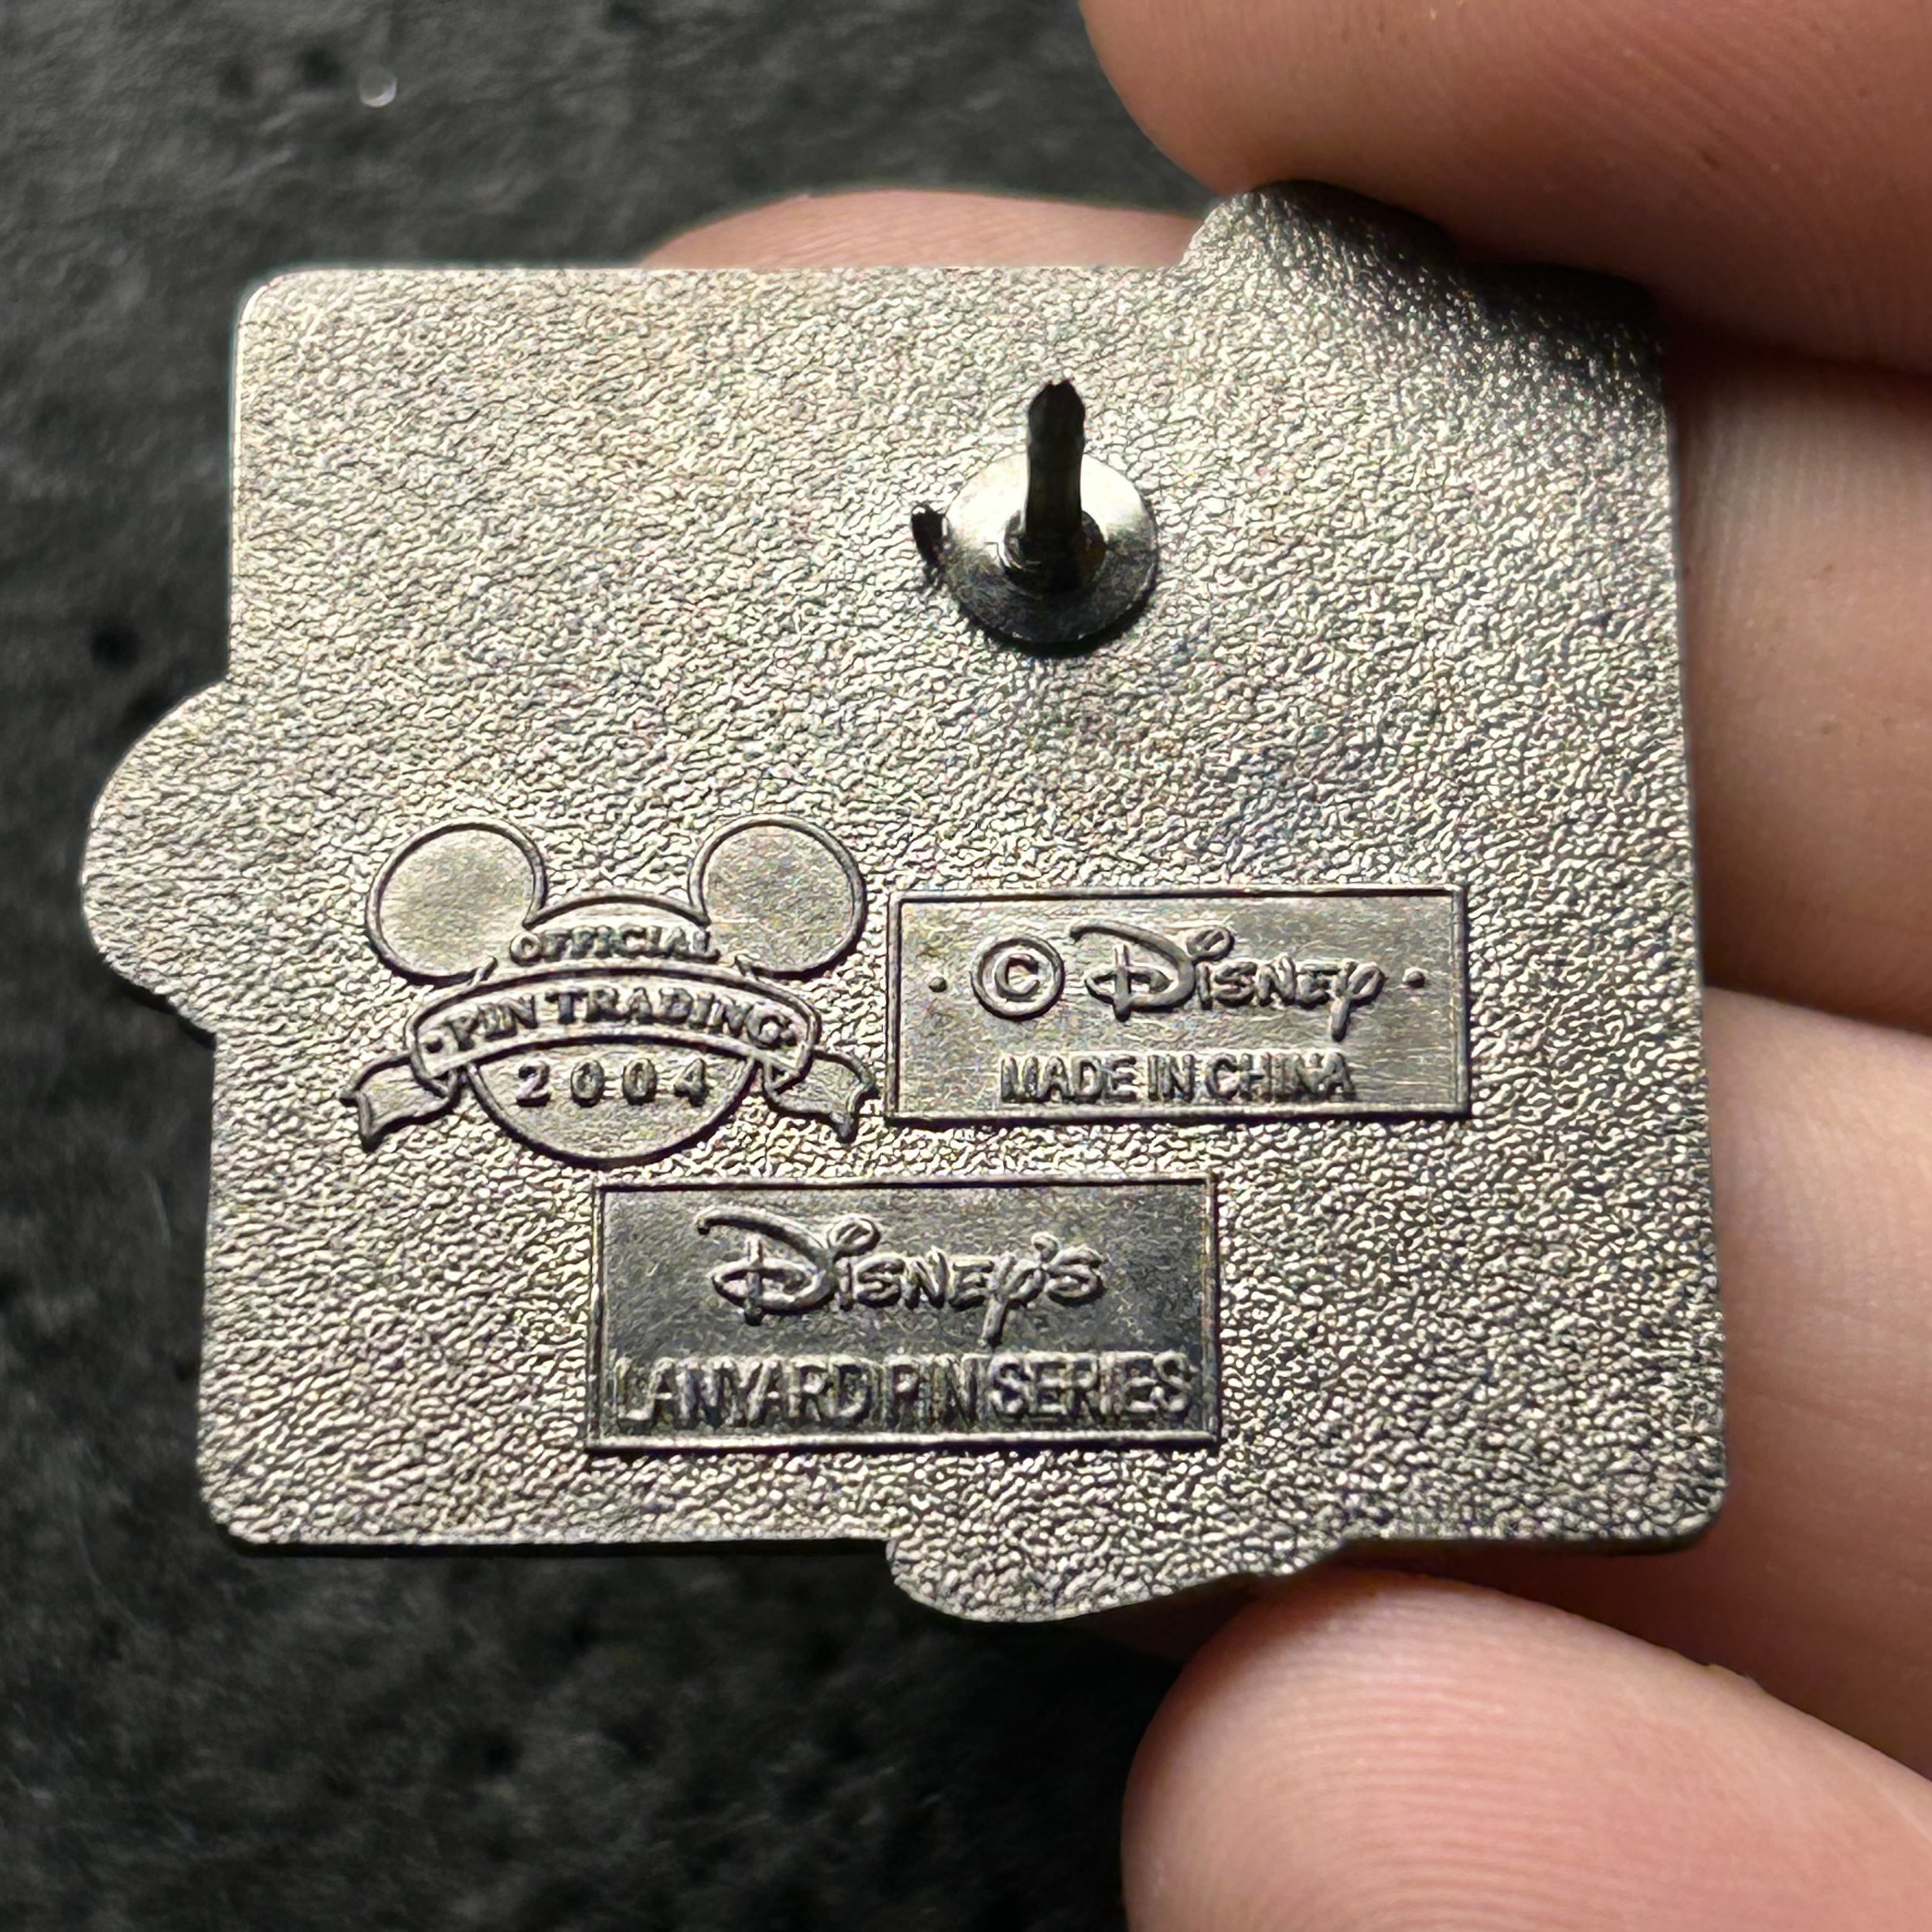 OFFICIAL
·PIN TRADING·
2004
· © Disney ·
MADE IN CHINA
Disney's
LANYARD PIN SERIES